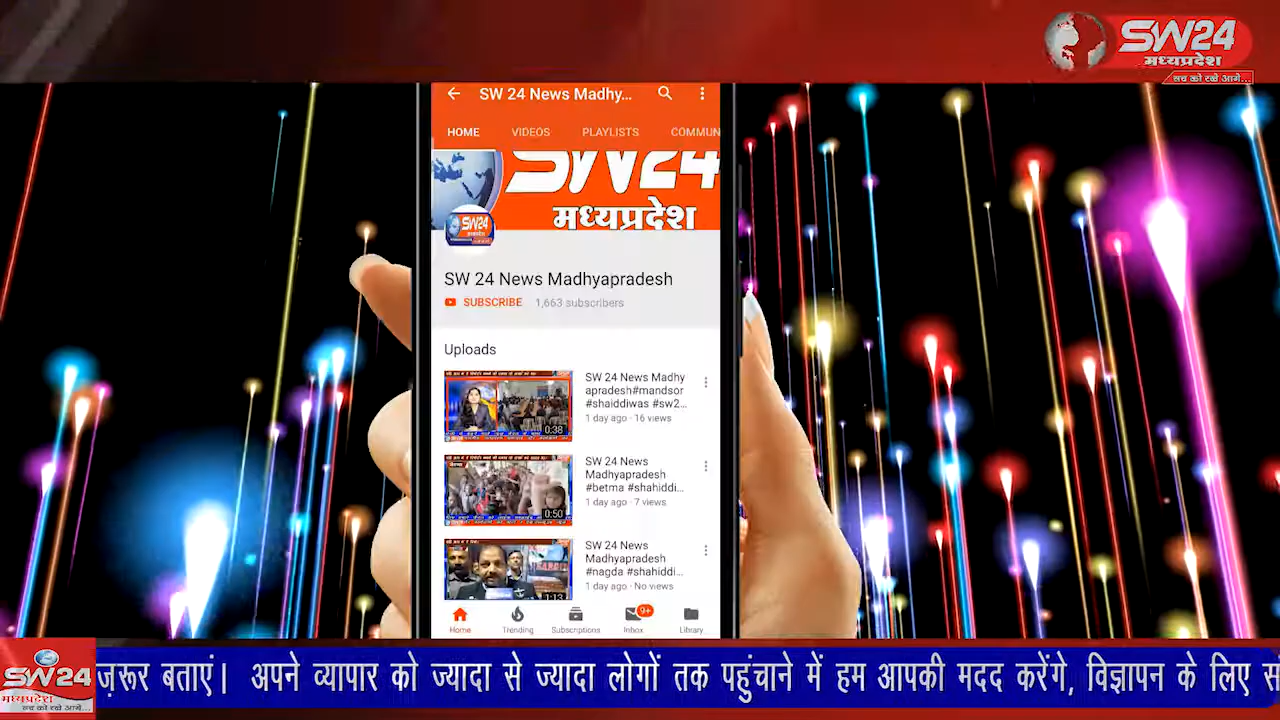 SW24
मध्यप्रदेश
सच को रखे आगे...
SW 24 News Madhy...
HOME VIDEOS PLAYLISTS COMMUN
SW24
मध्यप्रदेश
SW24
SW 24 News Madhyapradesh
SUBSCRIBE 1,663 subscribers
Uploads
SW 24 News Madhy
apradesh#mandsor
#shaiddiwas #sw2...
1 day ago · 16 views
0:38
SW 24 News
Madhyapradesh
#betma #shahiddi...
1 day ago · 7 views
0:50
SW 24 News
Madhyapradesh
#nagda #shahiddi...
1 day ago · No views
1:13
Home Trending Subscriptions Inbox Library
9+
SW24
मध्यप्रदेश
सच को रखे आगे...
ज़रूर बताएं। अपने व्यापार को ज्यादा से ज्यादा लोगों तक पहुंचाने में हम आपकी मदद करेंगे, विज्ञापन के लिए सं